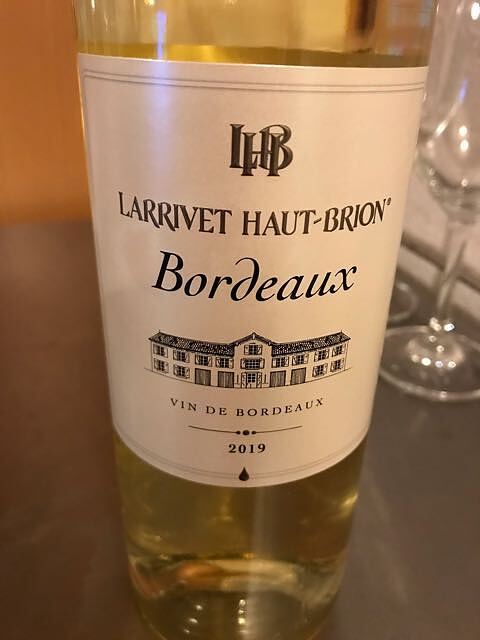 LHB
LARRIVET HAUT-BRION®
Bordeaux
VIN DE BORDEAUX
2019